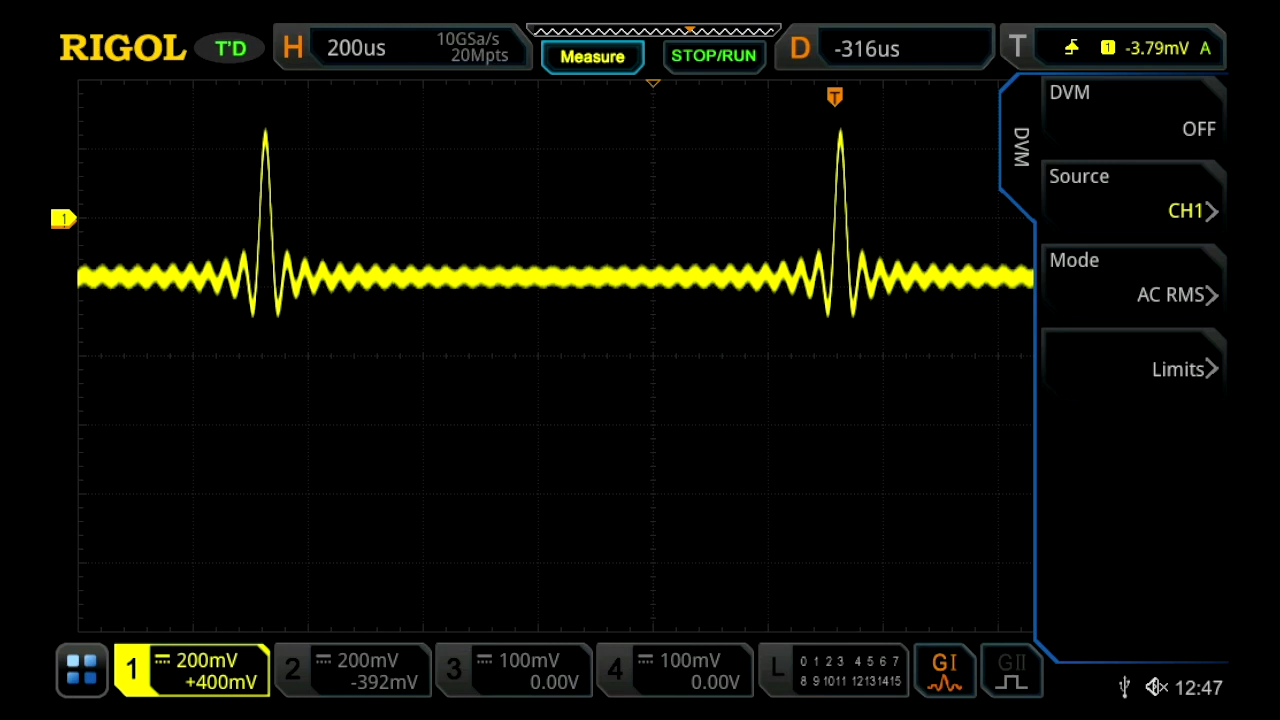 RIGOL T'D H 200us 10GSa/s 20Mpts Measure STOP/RUN D -316us T 1 -3.79mV A
T
DVM
OFF
DVM
Source
CH1
1
Mode
AC RMS
Limits
1 200mV +400mV
2 200mV -392mV
3 100mV 0.00V
4 100mV 0.00V
L 0 1 2 3 4 5 6 7
8 9 10 11 12 13 14 15
GI
GII
12:47